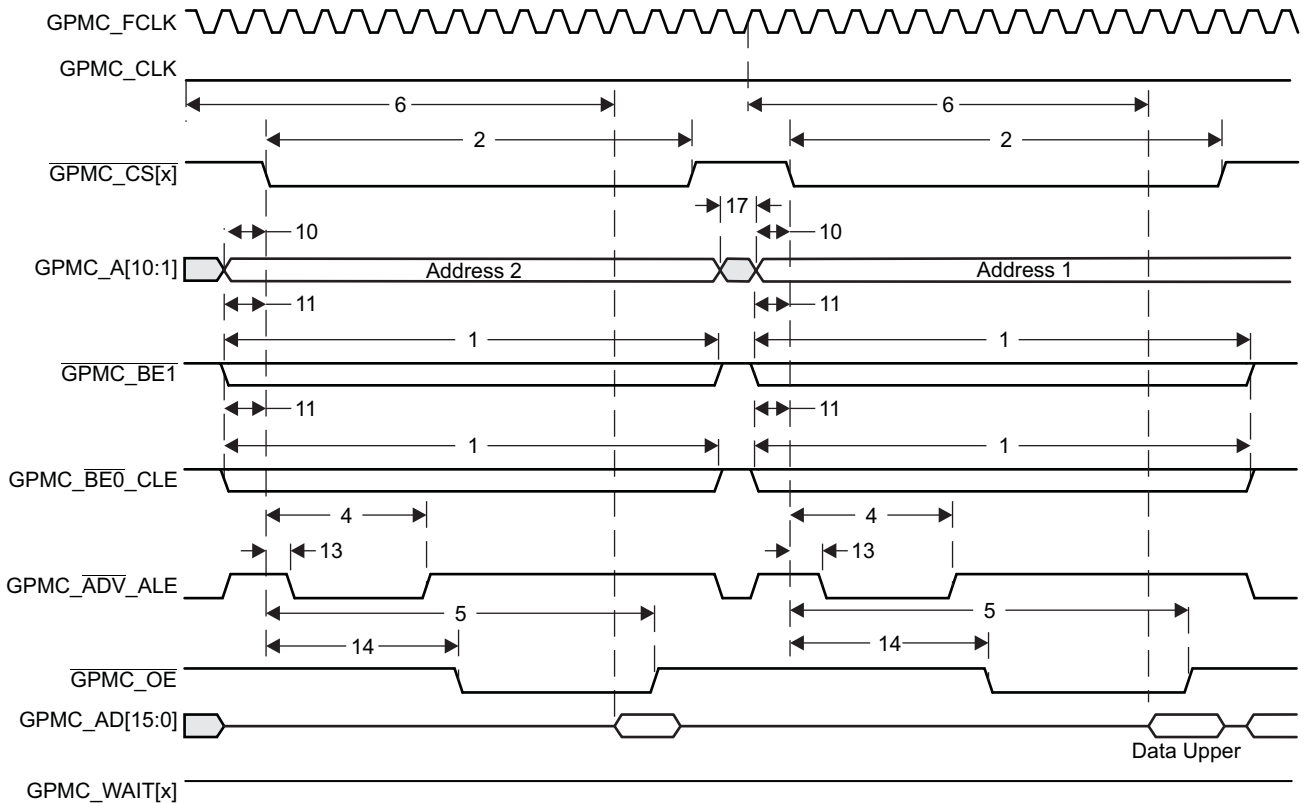 GPMC_FCLK
GPMC_CLK
6 6
2 2
GPMC_CS[x]
17
10 10
GPMC_A[10:1] Address 2 Address 1
11 11
1 1
GPMC_BE1
11 11
1 1
GPMC_BE0_CLE
4 4
13 13
GPMC_ADV_ALE
5 5
14 14
GPMC_OE
GPMC_AD[15:0]
Data Upper
GPMC_WAIT[x]